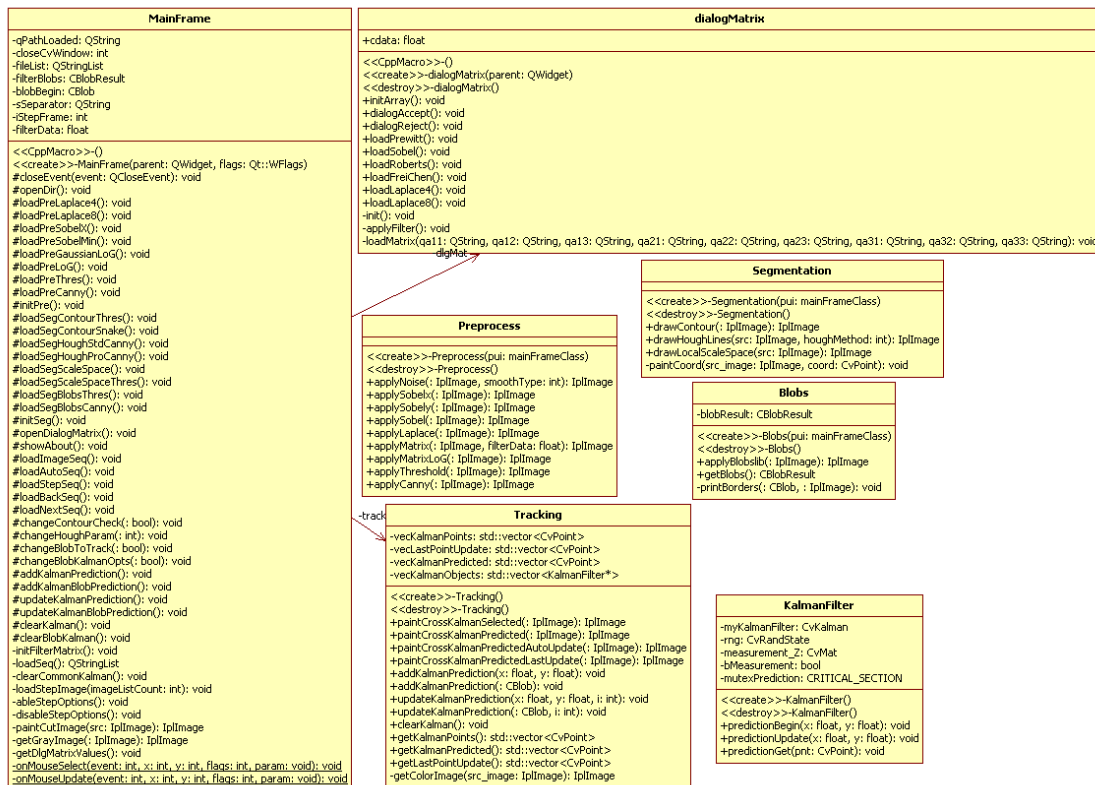 MainFrame
-qPathLoaded: QString
-closeCvWindow: int
-fileList: QStringList
-filterBlobs: CBlobResult
-blobBegin: CBlob
-sSeparator: QString
-iStepFrame: int
-filterData: float
<<CppMacro>>-()
<<create>>-MainFrame(parent: QWidget, flags: Qt::WFlags)
#closeEvent(event: QCloseEvent): void
#openDir(): void
#loadPreLaplace4(): void
#loadPreLaplace8(): void
#loadPreSobelX(): void
#loadPreSobelMin(): void
#loadPreGaussianLoG(): void
#loadPreLoG(): void
#loadPreThres(): void
#loadPreCanny(): void
#initPre(): void
#loadSegContourThres(): void
#loadSegContourSnake(): void
#loadSegHoughStdCanny(): void
#loadSegHoughProCanny(): void
#loadSegScaleSpace(): void
#loadSegScaleSpaceThres(): void
#loadSegBlobsThres(): void
#loadSegBlobsCanny(): void
#initSeg(): void
#openDialogMatrix(): void
#showAbout(): void
#loadImageSeq(): void
#loadAutoSeq(): void
#loadStepSeq(): void
#loadBackSeq(): void
#loadNextSeq(): void
#changeContourCheck(: bool): void
#changeHoughParam(: int): void
#changeBlobToTrack(: bool): void
#changeBlobKalmanOpts(: bool): void
#addKalmanPrediction(): void
#addKalmanBlobPrediction(): void
#updateKalmanPrediction(): void
#updateKalmanBlobPrediction(): void
#clearKalman(): void
#clearBlobKalman(): void
-initFilterMatrix(): void
-loadSeq(): QStringList
-clearCommonKalman(): void
-loadStepImage(imageListCount: int): void
-ableStepOptions(): void
-disableStepOptions(): void
-paintCutImage(src: IplImage): IplImage
-getGrayImage(: IplImage): IplImage
-getDlgMatrixValues(): void
-onMouseSelect(event: int, x: int, y: int, flags: int, param: void): void
-onMouseUpdate(event: int, x: int, y: int, flags: int, param: void): void
dialogMatrix
+cdata: float
<<CppMacro>>-()
<<create>>-dialogMatrix(parent: QWidget)
<<destroy>>-dialogMatrix()
+initArray(): void
+dialogAccept(): void
+dialogReject(): void
+loadPrewitt(): void
+loadSobel(): void
+loadRoberts(): void
+loadFreiChen(): void
+loadLaplace4(): void
+loadLaplace8(): void
-init(): void
-applyFilter(): void
-loadMatrix(qa11: QString, qa12: QString, qa13: QString, qa21: QString, qa22: QString, qa23: QString, qa31: QString, qa32: QString, qa33: QString): void
-dlgMat
Segmentation
<<create>>-Segmentation(pui: mainFrameClass)
<<destroy>>-Segmentation()
+drawContour(: IplImage): IplImage
+drawHoughLines(src: IplImage, houghMethod: int): IplImage
+drawLocalScaleSpace(src: IplImage): IplImage
-paintCoord(src_image: IplImage, coord: CvPoint): void
Preprocess
<<create>>-Preprocess(pui: mainFrameClass)
<<destroy>>-Preprocess()
+applyNoise(: IplImage, smoothType: int): IplImage
+applySobelx(: IplImage): IplImage
+applySobely(: IplImage): IplImage
+applySobel(: IplImage): IplImage
+applyLaplace(: IplImage): IplImage
+applyMatrix(: IplImage, filterData: float): IplImage
+applyMatrixLoG(: IplImage): IplImage
+applyThreshold(: IplImage): IplImage
+applyCanny(: IplImage): IplImage
Blobs
-blobResult: CBlobResult
<<create>>-Blobs(pui: mainFrameClass)
<<destroy>>-Blobs()
+applyBlobslib(: IplImage): IplImage
+getBlobs(): CBlobResult
-printBorders(: CBlob, : IplImage): void
-track
Tracking
-vecKalmanPoints: std::vector<CvPoint>
-vecLastPointUpdate: std::vector<CvPoint>
-vecKalmanPredicted: std::vector<CvPoint>
-vecKalmanObjects: std::vector<KalmanFilter*>
<<create>>-Tracking()
<<destroy>>-Tracking()
+paintCrossKalmanSelected(: IplImage): IplImage
+paintCrossKalmanPredicted(: IplImage): IplImage
+paintCrossKalmanPredictedAutoUpdate(: IplImage): IplImage
+paintCrossKalmanPredictedLastUpdate(: IplImage): IplImage
+addKalmanPrediction(x: float, y: float): void
+addKalmanPrediction(: CBlob): void
+updateKalmanPrediction(x: float, y: float, i: int): void
+updateKalmanPrediction(: CBlob, i: int): void
+clearKalman(): void
+getKalmanPoints(): std::vector<CvPoint>
+getKalmanPredicted(): std::vector<CvPoint>
+getLastPointUpdate(): std::vector<CvPoint>
-getColorImage(src_image: IplImage): IplImage
KalmanFilter
-myKalmanFilter: CvKalman
-rng: CvRandState
-measurement_Z: CvMat
-bMeasurement: bool
-mutexPrediction: CRITICAL_SECTION
<<create>>-KalmanFilter()
<<destroy>>-KalmanFilter()
+predictionBegin(x: float, y: float): void
+predictionUpdate(x: float, y: float): void
+predictionGet(pnt: CvPoint): void